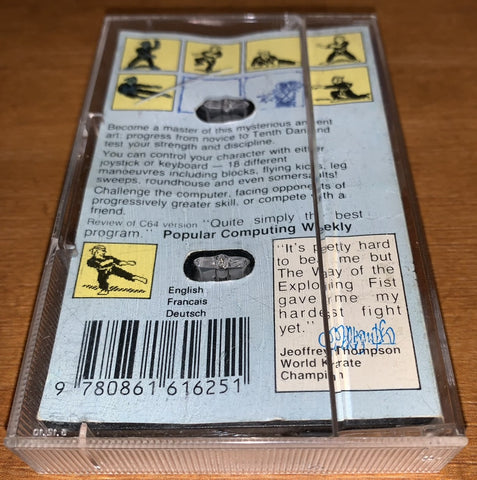 Become a master of this mysterious ancient
art: progress from novice to Tenth Dan and
test your strength and discipline.
You can control your character with either
joystick or keyboard — 18 different
manoeuvres including blocks, flying kicks, leg
sweeps, roundhouse and even somersaults!
Challenge the computer, facing opponents of
progressively greater skill, or compete with a
friend.
Review of C64 version "Quite simply the best
program." Popular Computing Weekly
"It's pretty hard
to beat me but
The Way of the
Exploding Fist
gave me my
hardest fight
yet."
Jeoffrey Thompson
World Karate
Champion
English
Francais
Deutsch
9 780861 616251